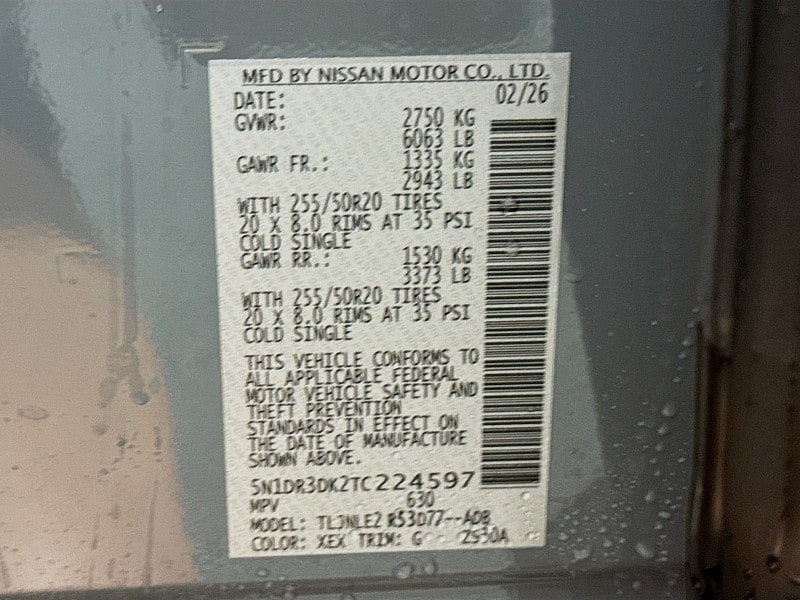 MFD BY NISSAN MOTOR CO., LTD.
DATE: 02/26
GVWR: 2750 KG
6063 LB
GAWR FR.: 1335 KG
2943 LB
WITH 255/50R20 TIRES
20 X 8.0 RIMS AT 35 PSI
COLD SINGLE
GAWR RR.: 1530 KG
3373 LB
WITH 255/50R20 TIRES
20 X 8.0 RIMS AT 35 PSI
COLD SINGLE
THIS VEHICLE CONFORMS TO
ALL APPLICABLE FEDERAL
MOTOR VEHICLE SAFETY AND
THEFT PREVENTION
STANDARDS IN EFFECT ON
THE DATE OF MANUFACTURE
SHOWN ABOVE.
5N1DR3DK2TC224597
MPV 630
MODEL:
COLOR: XEX TRIM: G